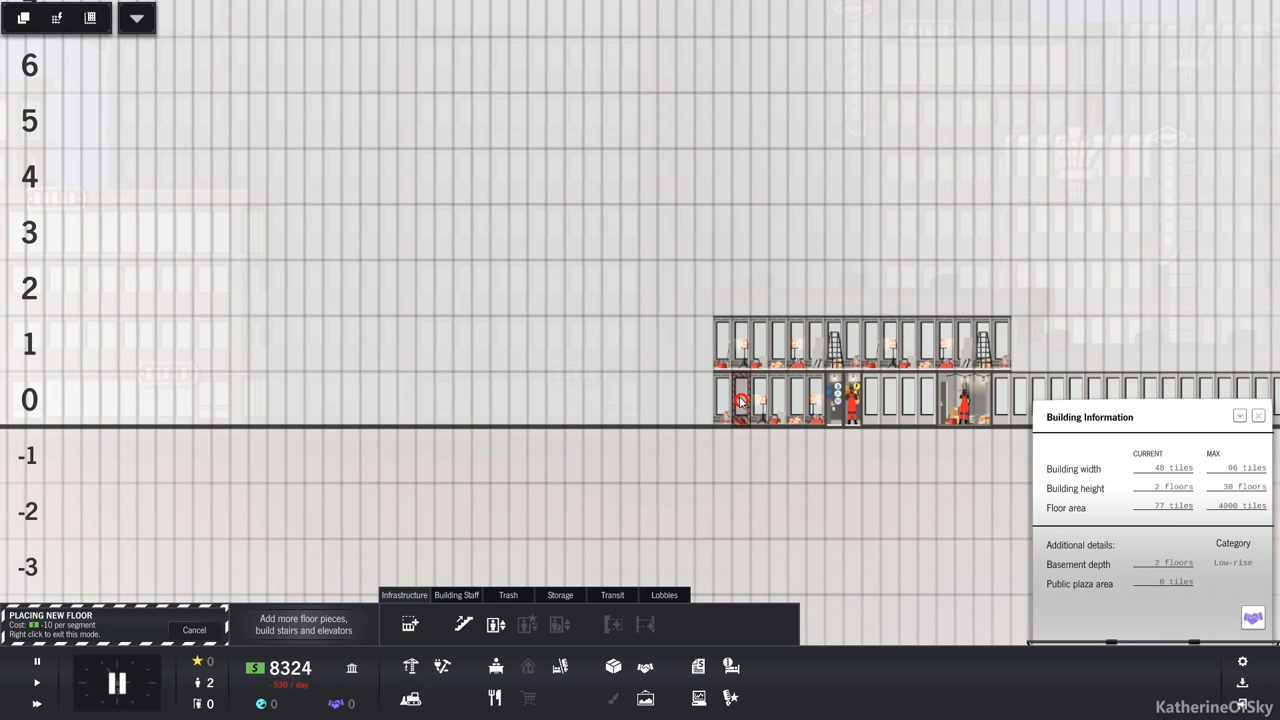 6
5
4
3
2
1
0
-1
-2
-3
Building Information
CURRENT MAX
Building width 48 tiles 96 tiles
Building height 2 floors 30 floors
Floor area 77 tiles 4000 tiles
Additional details: Category
Basement depth 2 floors Low-rise
Public plaza area 0 tiles
Infrastructure Building Staff Trash Storage Transit Lobbies
PLACING NEW FLOOR
Cost: $ -10 per segment
Right click to exit this mode.
Cancel
Add more floor pieces,
build stairs and elevators
0
2
0
$ 8324
-530 / day
0 0
KatherineOfSky